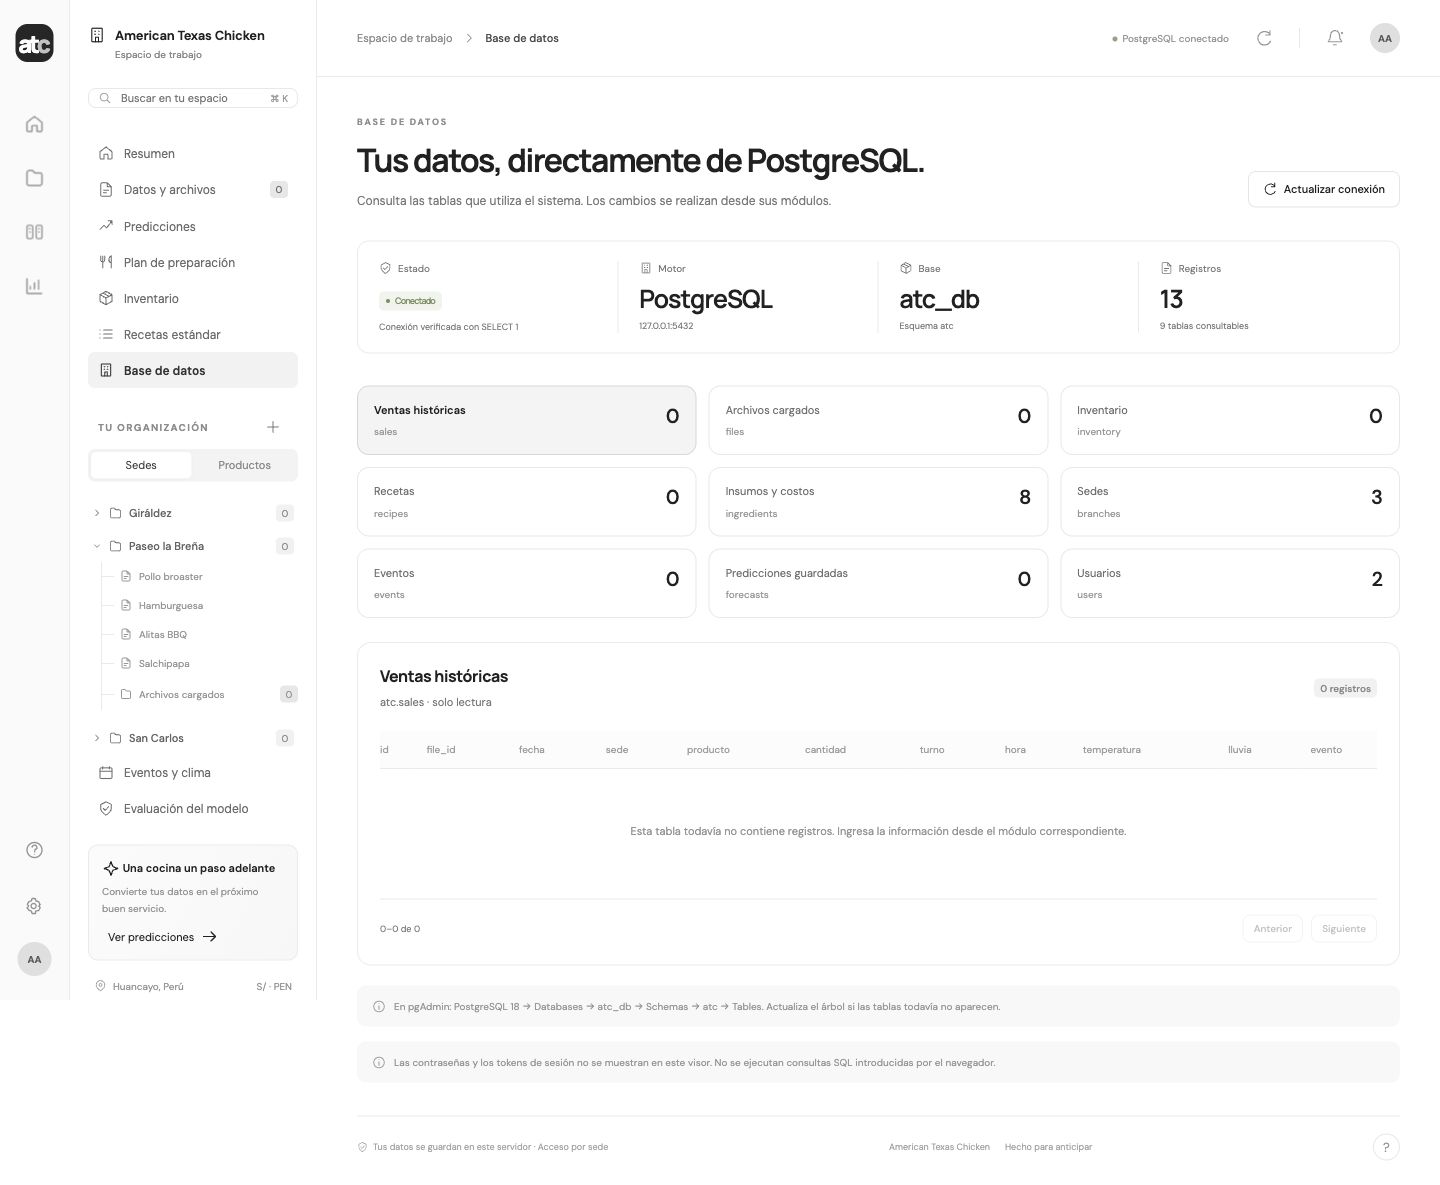 atc
American Texas Chicken
Espacio de trabajo
Buscar en tu espacio ⌘ K
Resumen
Datos y archivos 0
Predicciones
Plan de preparación
Inventario
Recetas estándar
Base de datos
TU ORGANIZACIÓN
Sedes Productos
Giráldez 0
Paseo la Breña 0
Pollo broaster
Hamburguesa
Alitas BBQ
Salchipapa
Archivos cargados 0
San Carlos 0
Eventos y clima
Evaluación del modelo
Una cocina un paso adelante
Convierte tus datos en el próximo
buen servicio.
Ver predicciones →
Huancayo, Perú S/ · PEN
AA
Espacio de trabajo > Base de datos
PostgreSQL conectado
AA
BASE DE DATOS
Tus datos, directamente de PostgreSQL.
Consulta las tablas que utiliza el sistema. Los cambios se realizan desde sus módulos.
Actualizar conexión
Estado
Conectado
Conexión verificada con SELECT 1
Motor
PostgreSQL
127.0.0.1:5432
Base
atc_db
Esquema atc
Registros
13
9 tablas consultables
Ventas históricas 0
sales
Archivos cargados 0
files
Inventario 0
inventory
Recetas 0
recipes
Insumos y costos 8
ingredients
Sedes 3
branches
Eventos 0
events
Predicciones guardadas 0
forecasts
Usuarios 2
users
Ventas históricas
atc.sales · solo lectura
0 registros
id file_id fecha sede producto cantidad turno hora temperatura lluvia evento
Esta tabla todavía no contiene registros. Ingresa la información desde el módulo correspondiente.
0–0 de 0
Anterior Siguiente
En pgAdmin: PostgreSQL 18 → Databases → atc_db → Schemas → atc → Tables. Actualiza el árbol si las tablas todavía no aparecen.
Las contraseñas y los tokens de sesión no se muestran en este visor. No se ejecutan consultas SQL introducidas por el navegador.
Tus datos se guardan en este servidor · Acceso por sede
American Texas Chicken Hecho para anticipar
?